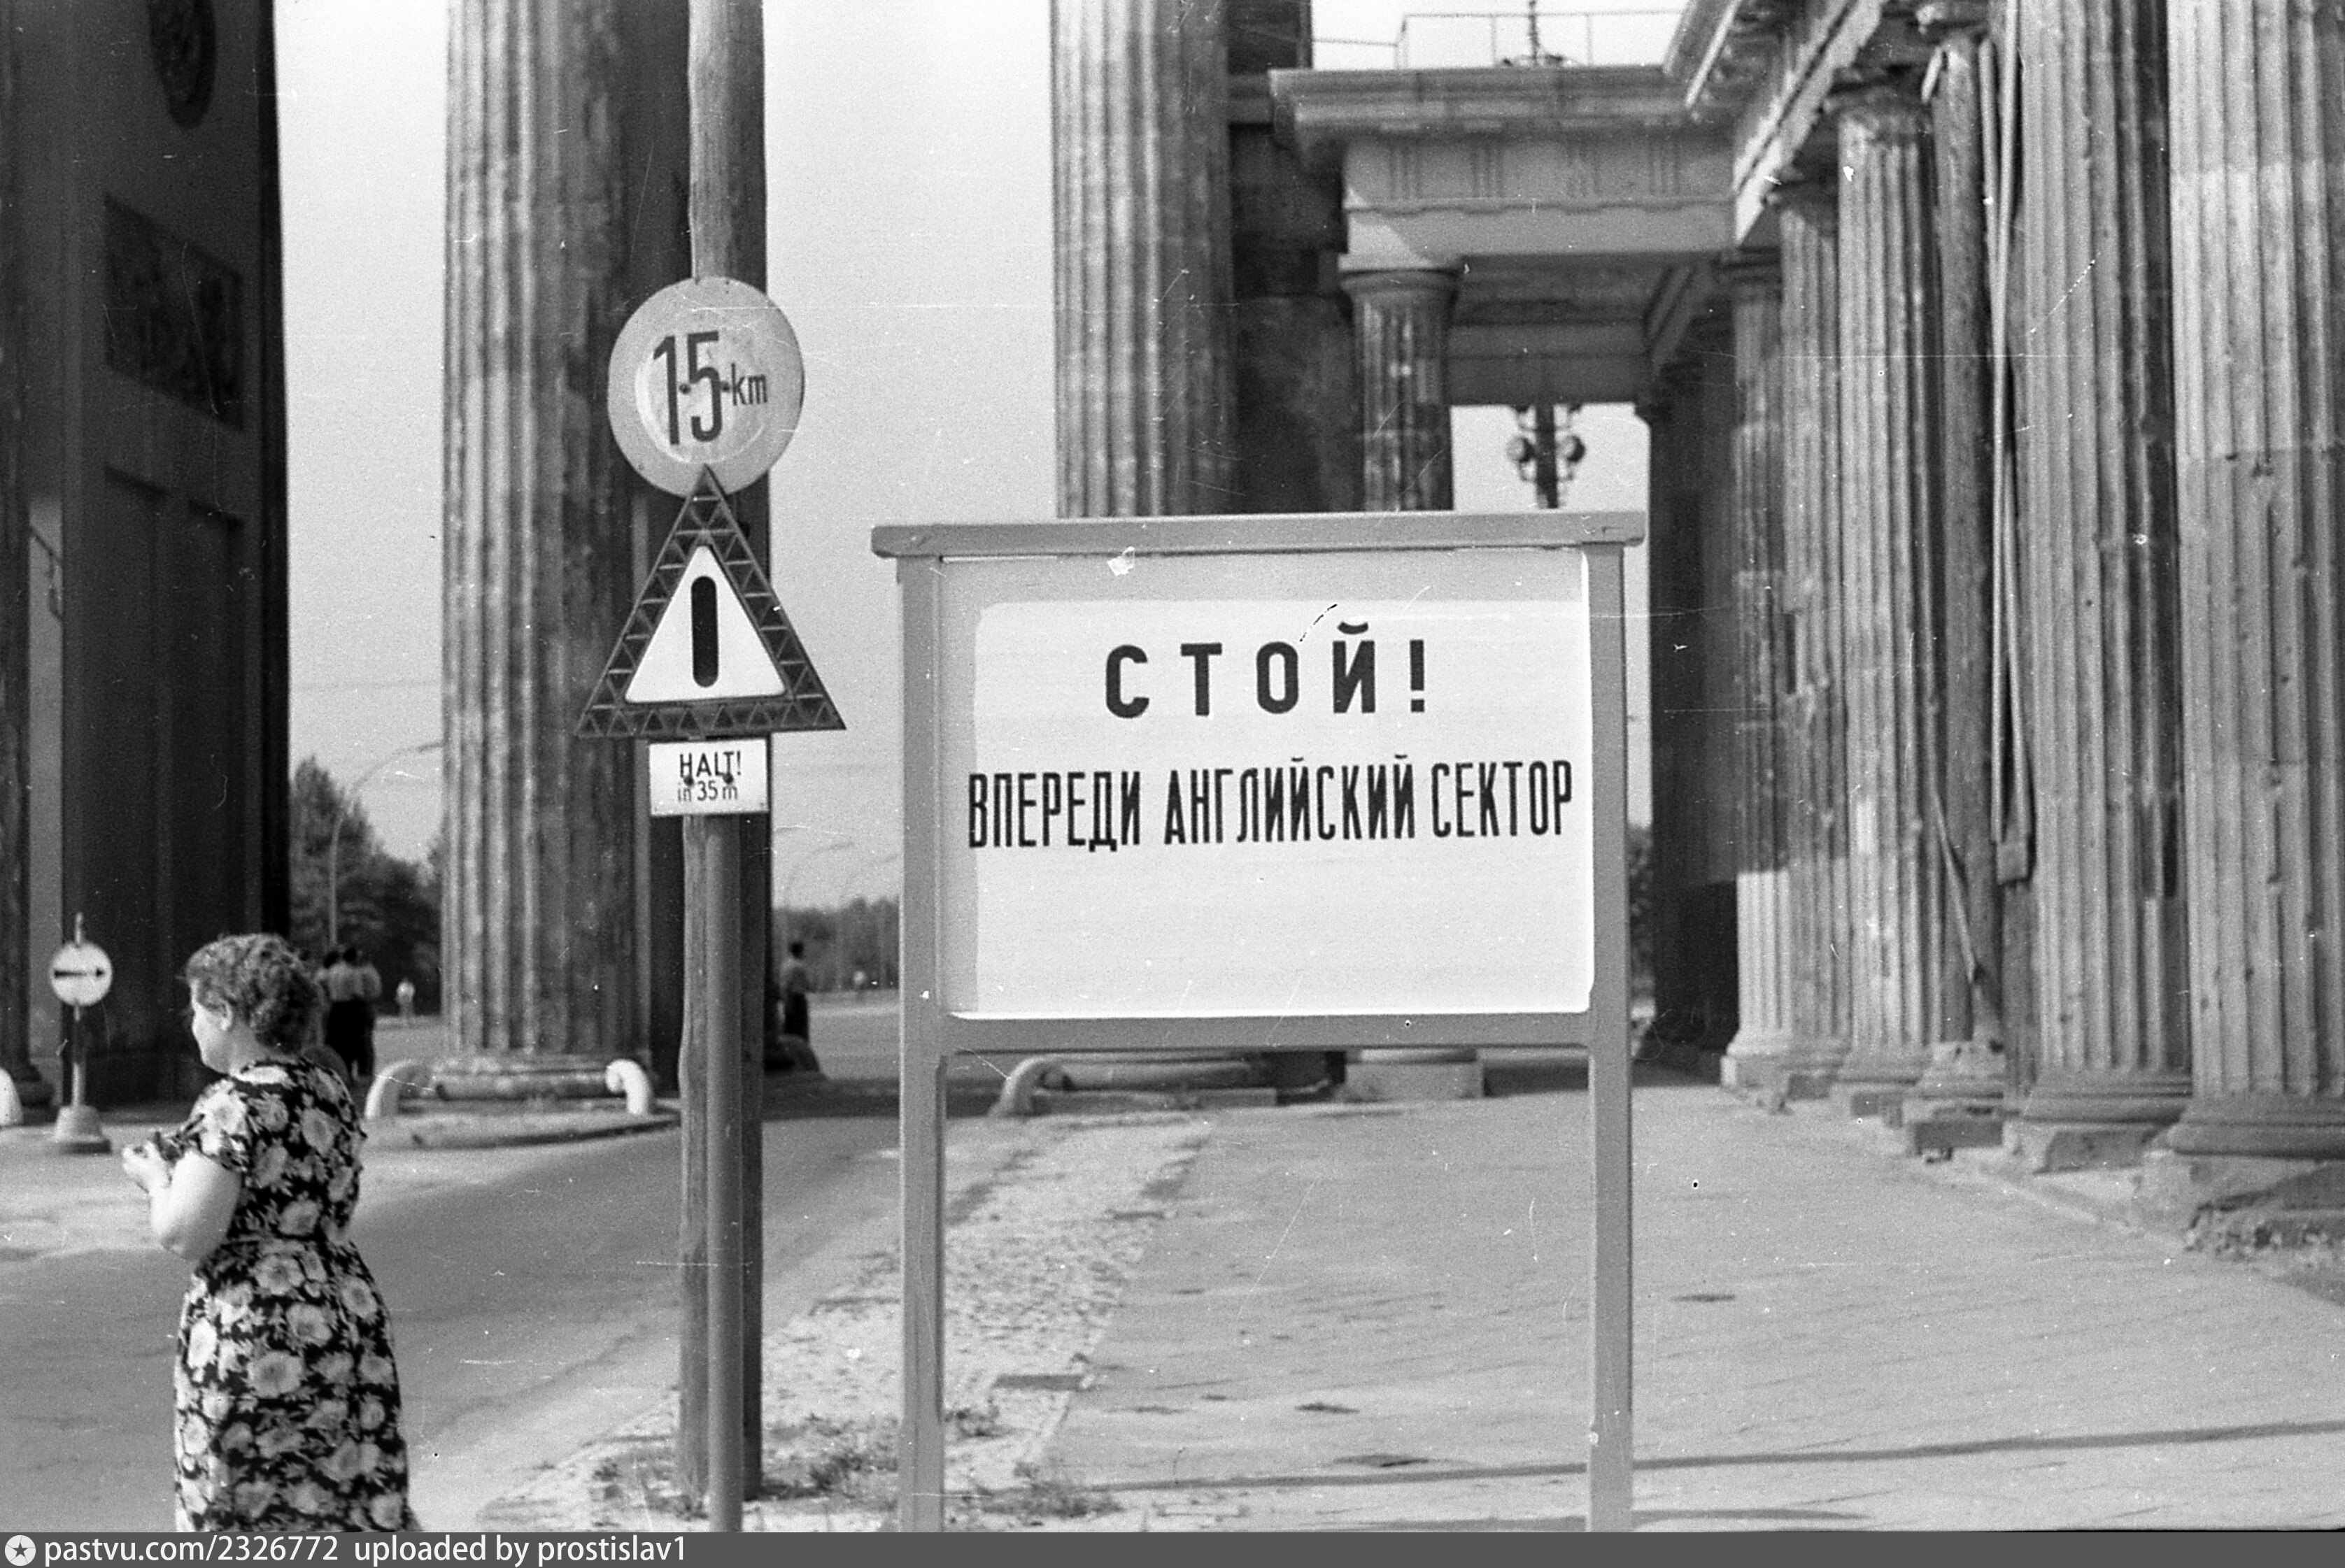 15 km
HALT!
in 35 m
СТОЙ!
ВПЕРЕДИ АНГЛИЙСКИЙ СЕКТОР
pastvu.com/2326772 uploaded by prostislav1